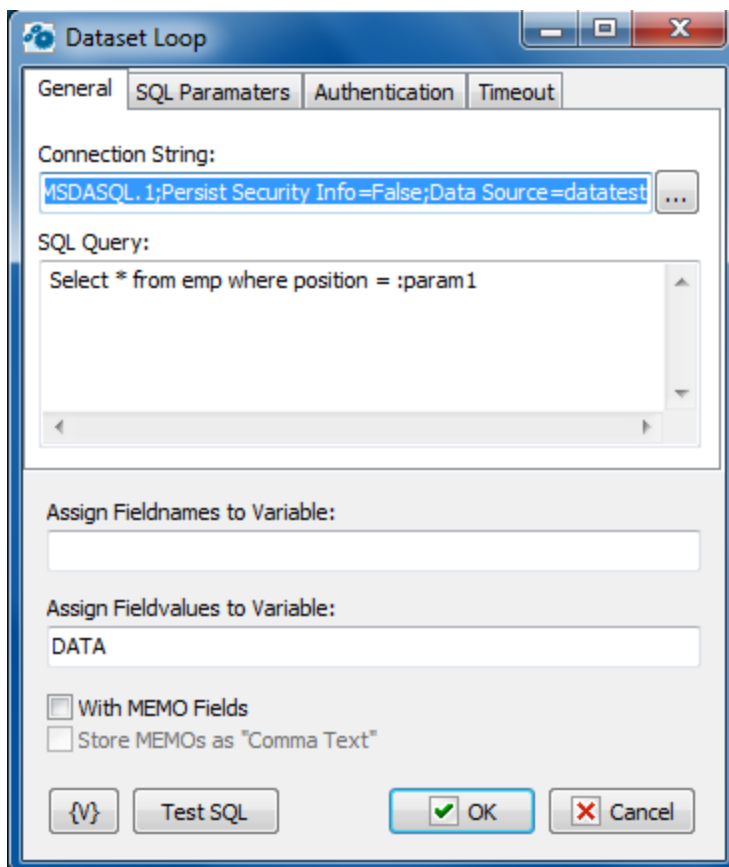 Dataset Loop
General SQL Paramaters Authentication Timeout
Connection String:
MSDASQL.1;Persist Security Info=False;Data Source=datatest ...
SQL Query:
Select * from emp where position = :param1
Assign Fieldnames to Variable:
Assign Fieldvalues to Variable:
DATA
With MEMO Fields
Store MEMOs as "Comma Text"
{V} Test SQL OK Cancel